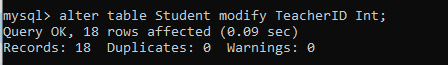 mysql> alter table Student modify TeacherID Int;
Query OK, 18 rows affected (0.09 sec)
Records: 18  Duplicates: 0  Warnings: 0